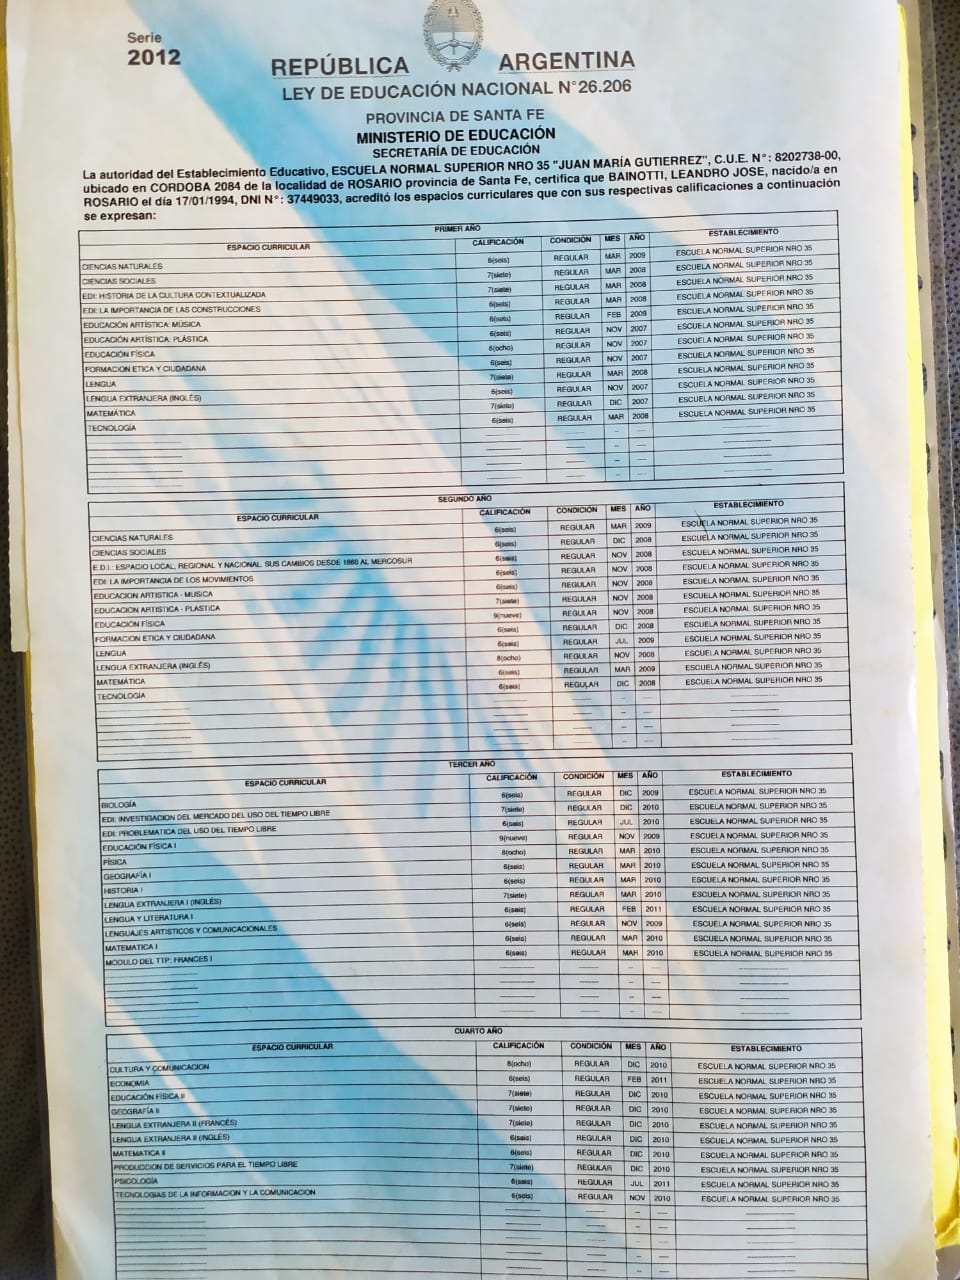 Serie
2012
REPÚBLICA ARGENTINA
LEY DE EDUCACIÓN NACIONAL N°26.206
PROVINCIA DE SANTA FE
MINISTERIO DE EDUCACIÓN
SECRETARÍA DE EDUCACIÓN
La autoridad del Establecimiento Educativo, ESCUELA NORMAL SUPERIOR NRO 35 "JUAN MARÍA GUTIERREZ", C.U.E. N°: 8202738-00,
ubicado en CORDOBA 2084 de la localidad de ROSARIO provincia de Santa Fe, certifica que BAINOTTI, LEANDRO JOSE, nacido/a en
ROSARIO el día 17/01/1994, DNI N°: 37449033, acreditó los espacios curriculares que con sus respectivas calificaciones a continuación
se expresan:
PRIMER AÑO
ESPACIO CURRICULAR CALIFICACIÓN CONDICIÓN MES AÑO ESTABLECIMIENTO
CIENCIAS NATURALES 6(seis) REGULAR MAR 2009 ESCUELA NORMAL SUPERIOR NRO 35
CIENCIAS SOCIALES 7(siete) REGULAR MAR 2008 ESCUELA NORMAL SUPERIOR NRO 35
EDI: HISTORIA DE LA CULTURA CONTEXTUALIZADA 7(siete) REGULAR MAR 2008 ESCUELA NORMAL SUPERIOR NRO 35
EDI: LA IMPORTANCIA DE LAS CONSTRUCCIONES 6(seis) REGULAR MAR 2008 ESCUELA NORMAL SUPERIOR NRO 35
EDUCACIÓN ARTÍSTICA: MÚSICA 6(seis) REGULAR FEB 2009 ESCUELA NORMAL SUPERIOR NRO 35
EDUCACIÓN ARTÍSTICA: PLÁSTICA 6(seis) REGULAR NOV 2007 ESCUELA NORMAL SUPERIOR NRO 35
EDUCACIÓN FÍSICA (ocho) REGULAR NOV 2007 ESCUELA NORMAL SUPERIOR NRO 35
FORMACION ETICA Y CIUDADANA 6(seis) REGULAR NOV 2007 ESCUELA NORMAL SUPERIOR NRO 35
LENGUA 7(siete) REGULAR MAR 2008 ESCUELA NORMAL SUPERIOR NRO 35
LENGUA EXTRANJERA (INGLÉS) 6(seis) REGULAR NOV 2007 ESCUELA NORMAL SUPERIOR NRO 35
MATEMÁTICA 7(siete) REGULAR DIC 2007 ESCUELA NORMAL SUPERIOR NRO 35
TECNOLOGÍA 6(seis) REGULAR MAR 2008 ESCUELA NORMAL SUPERIOR NRO 35
SEGUNDO AÑO
ESPACIO CURRICULAR CALIFICACIÓN CONDICIÓN MES AÑO ESTABLECIMIENTO
CIENCIAS NATURALES 6(seis) REGULAR MAR 2009 ESCUELA NORMAL SUPERIOR NRO 35
CIENCIAS SOCIALES 6(seis) REGULAR DIC 2008 ESCUELA NORMAL SUPERIOR NRO 35
E.D.I.: ESPACIO LOCAL, REGIONAL Y NACIONAL. SUS CAMBIOS DESDE 1860 AL MERCOSUR 6(seis) REGULAR NOV 2008 ESCUELA NORMAL SUPERIOR NRO 35
EDI: LA IMPORTANCIA DE LOS MOVIMIENTOS 6(seis) REGULAR NOV 2008 ESCUELA NORMAL SUPERIOR NRO 35
EDUCACION ARTISTICA - MUSICA 6(seis) REGULAR NOV 2008 ESCUELA NORMAL SUPERIOR NRO 35
EDUCACION ARTISTICA - PLASTICA 7(siete) REGULAR NOV 2008 ESCUELA NORMAL SUPERIOR NRO 35
EDUCACIÓN FÍSICA 9(nueve) REGULAR NOV 2008 ESCUELA NORMAL SUPERIOR NRO 35
FORMACION ETICA Y CIUDADANA 6(seis) REGULAR DIC 2008 ESCUELA NORMAL SUPERIOR NRO 35
LENGUA 6(seis) REGULAR JUL 2009 ESCUELA NORMAL SUPERIOR NRO 35
LENGUA EXTRANJERA (INGLÉS) 8(ocho) REGULAR NOV 2008 ESCUELA NORMAL SUPERIOR NRO 35
MATEMÁTICA 6(seis) REGULAR MAR 2009 ESCUELA NORMAL SUPERIOR NRO 35
TECNOLOGÍA 6(seis) REGULAR DIC 2008 ESCUELA NORMAL SUPERIOR NRO 35
TERCER AÑO
ESPACIO CURRICULAR CALIFICACIÓN CONDICIÓN MES AÑO ESTABLECIMIENTO
BIOLOGÍA 6(seis) REGULAR DIC 2009 ESCUELA NORMAL SUPERIOR NRO 35
EDI: INVESTIGACION DEL MERCADO DEL USO DEL TIEMPO LIBRE 7(siete) REGULAR DIC 2010 ESCUELA NORMAL SUPERIOR NRO 35
EDI: PROBLEMATICA DEL USO DEL TIEMPO LIBRE 6(seis) REGULAR JUL 2010 ESCUELA NORMAL SUPERIOR NRO 35
EDUCACIÓN FÍSICA I 9(nueve) REGULAR NOV 2009 ESCUELA NORMAL SUPERIOR NRO 35
FÍSICA 8(ocho) REGULAR MAR 2010 ESCUELA NORMAL SUPERIOR NRO 35
GEOGRAFÍA I 6(seis) REGULAR MAR 2010 ESCUELA NORMAL SUPERIOR NRO 35
HISTORIA I 6(seis) REGULAR MAR 2010 ESCUELA NORMAL SUPERIOR NRO 35
LENGUA EXTRANJERA I (INGLÉS) 7(siete) REGULAR MAR 2010 ESCUELA NORMAL SUPERIOR NRO 35
LENGUA Y LITERATURA I 6(seis) REGULAR FEB 2011 ESCUELA NORMAL SUPERIOR NRO 35
LENGUAJES ARTISTICOS Y COMUNICACIONALES 6(seis) REGULAR NOV 2009 ESCUELA NORMAL SUPERIOR NRO 35
MATEMATICA I 6(seis) REGULAR MAR 2010 ESCUELA NORMAL SUPERIOR NRO 35
MODULO DEL TTP: FRANCES I 6(seis) REGULAR MAR 2010 ESCUELA NORMAL SUPERIOR NRO 35
CUARTO AÑO
ESPACIO CURRICULAR CALIFICACIÓN CONDICIÓN MES AÑO ESTABLECIMIENTO
CULTURA Y COMUNICACION 8(ocho) REGULAR DIC 2010 ESCUELA NORMAL SUPERIOR NRO 35
ECONOMIA 6(seis) REGULAR FEB 2011 ESCUELA NORMAL SUPERIOR NRO 35
EDUCACIÓN FÍSICA II 7(siete) REGULAR DIC 2010 ESCUELA NORMAL SUPERIOR NRO 35
GEOGRAFÍA II 7(siete) REGULAR DIC 2010 ESCUELA NORMAL SUPERIOR NRO 35
LENGUA EXTRANJERA II (FRANCÉS) 7(siete) REGULAR DIC 2010 ESCUELA NORMAL SUPERIOR NRO 35
LENGUA EXTRANJERA II (INGLÉS) 6(seis) REGULAR DIC 2010 ESCUELA NORMAL SUPERIOR NRO 35
MATEMATICA II 6(seis) REGULAR DIC 2010 ESCUELA NORMAL SUPERIOR NRO 35
PRODUCCION DE SERVICIOS PARA EL TIEMPO LIBRE 7(siete) REGULAR DIC 2010 ESCUELA NORMAL SUPERIOR NRO 35
PSICOLOGÍA 6(seis) REGULAR JUL 2011 ESCUELA NORMAL SUPERIOR NRO 35
TECNOLOGIAS DE LA INFORMACION Y LA COMUNICACION 6(seis) REGULAR NOV 2010 ESCUELA NORMAL SUPERIOR NRO 35